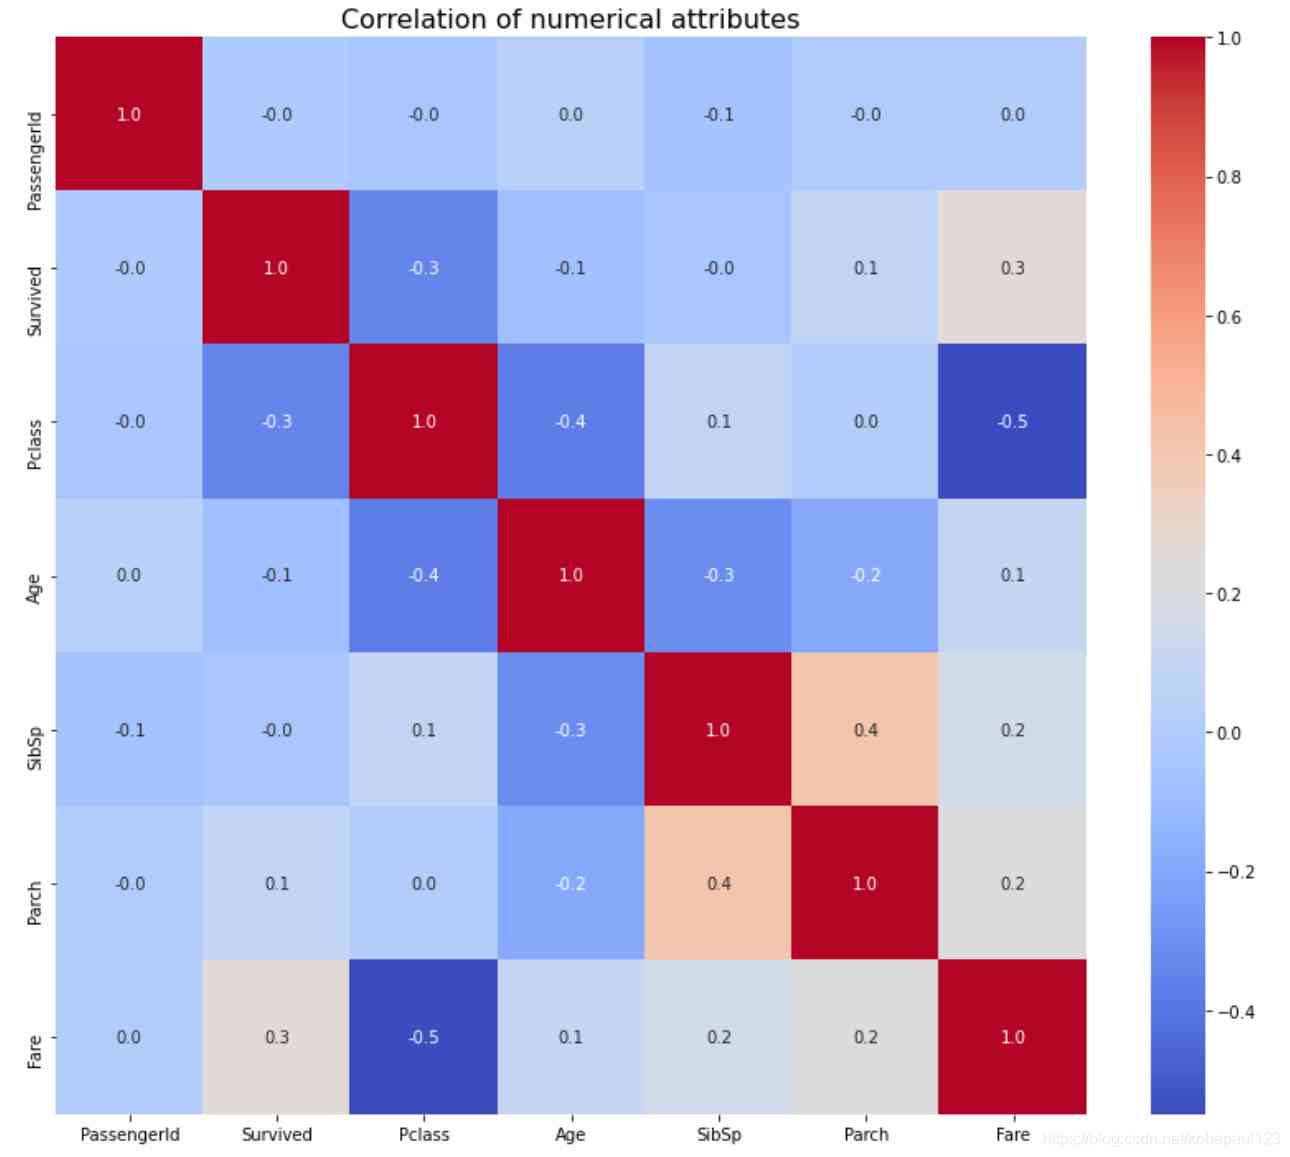 Correlation of numerical attributes
PassengerId 1.0 -0.0 -0.0 0.0 -0.1 -0.0 0.0
Survived -0.0 1.0 -0.3 -0.1 -0.0 0.1 0.3
Pclass -0.0 -0.3 1.0 -0.4 0.1 0.0 -0.5
Age 0.0 -0.1 -0.4 1.0 -0.3 -0.2 0.1
SibSp -0.1 -0.0 0.1 -0.3 1.0 0.4 0.2
Parch -0.0 0.1 0.0 -0.2 0.4 1.0 0.2
Fare 0.0 0.3 -0.5 0.1 0.2 0.2 1.0
PassengerId Survived Pclass Age SibSp Parch Fare
1.0
0.8
0.6
0.4
0.2
0.0
−0.2
−0.4
https://blog.csdn.net/kobepaul123